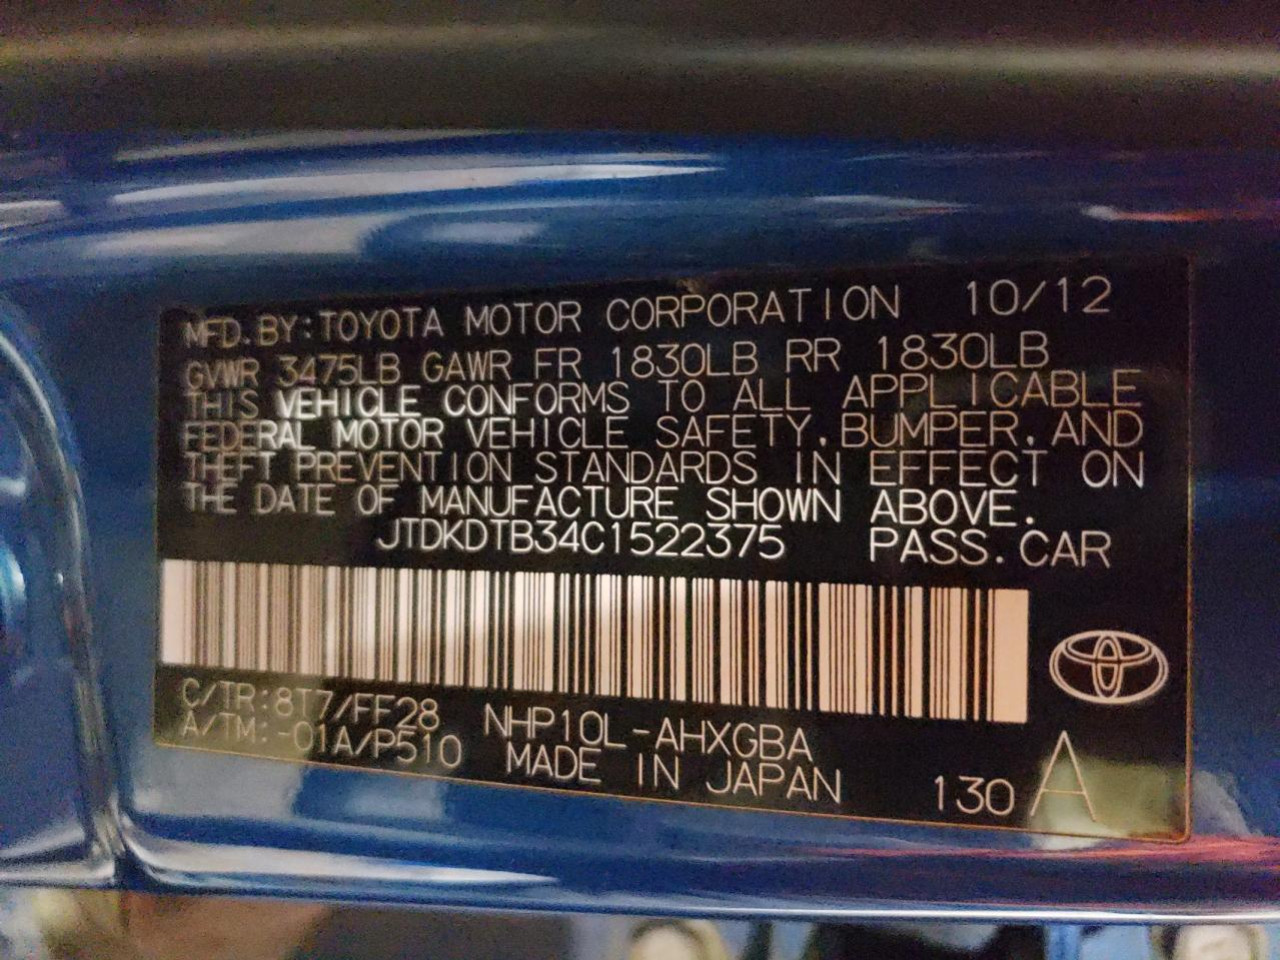 MFD.BY:TOYOTA MOTOR CORPORATION 10/12
GVWR 3475LB GAWR FR 1830LB RR 1830LB
THIS VEHICLE CONFORMS TO ALL APPLICABLE
FEDERAL MOTOR VEHICLE SAFETY, BUMPER, AND
THEFT PREVENTION STANDARDS IN EFFECT ON
THE DATE OF MANUFACTURE SHOWN ABOVE.
JTDKDTB34C1522375 PASS.CAR
C/TR:8T7/FF28 NHP10L-AHXGBA
A/TM:-01A/P510 MADE IN JAPAN 130 A